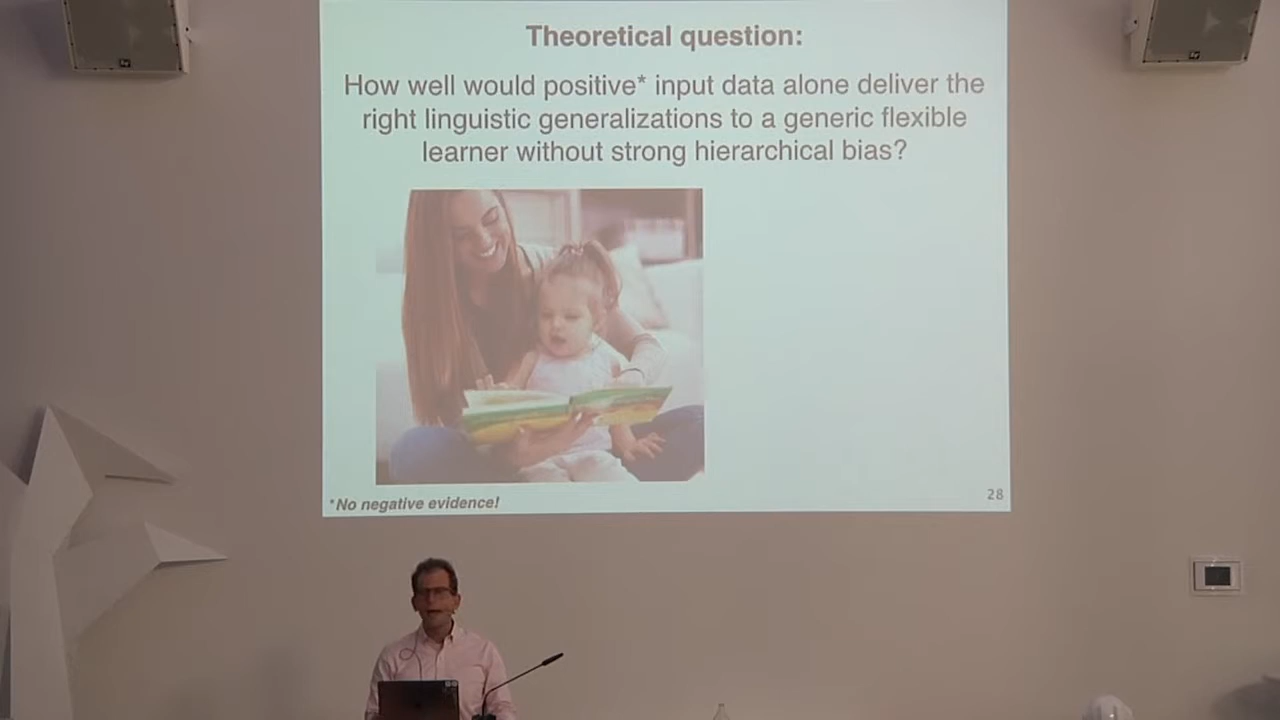 Theoretical question:
How well would positive* input data alone deliver the
right linguistic generalizations to a generic flexible
learner without strong hierarchical bias?
*No negative evidence!
28